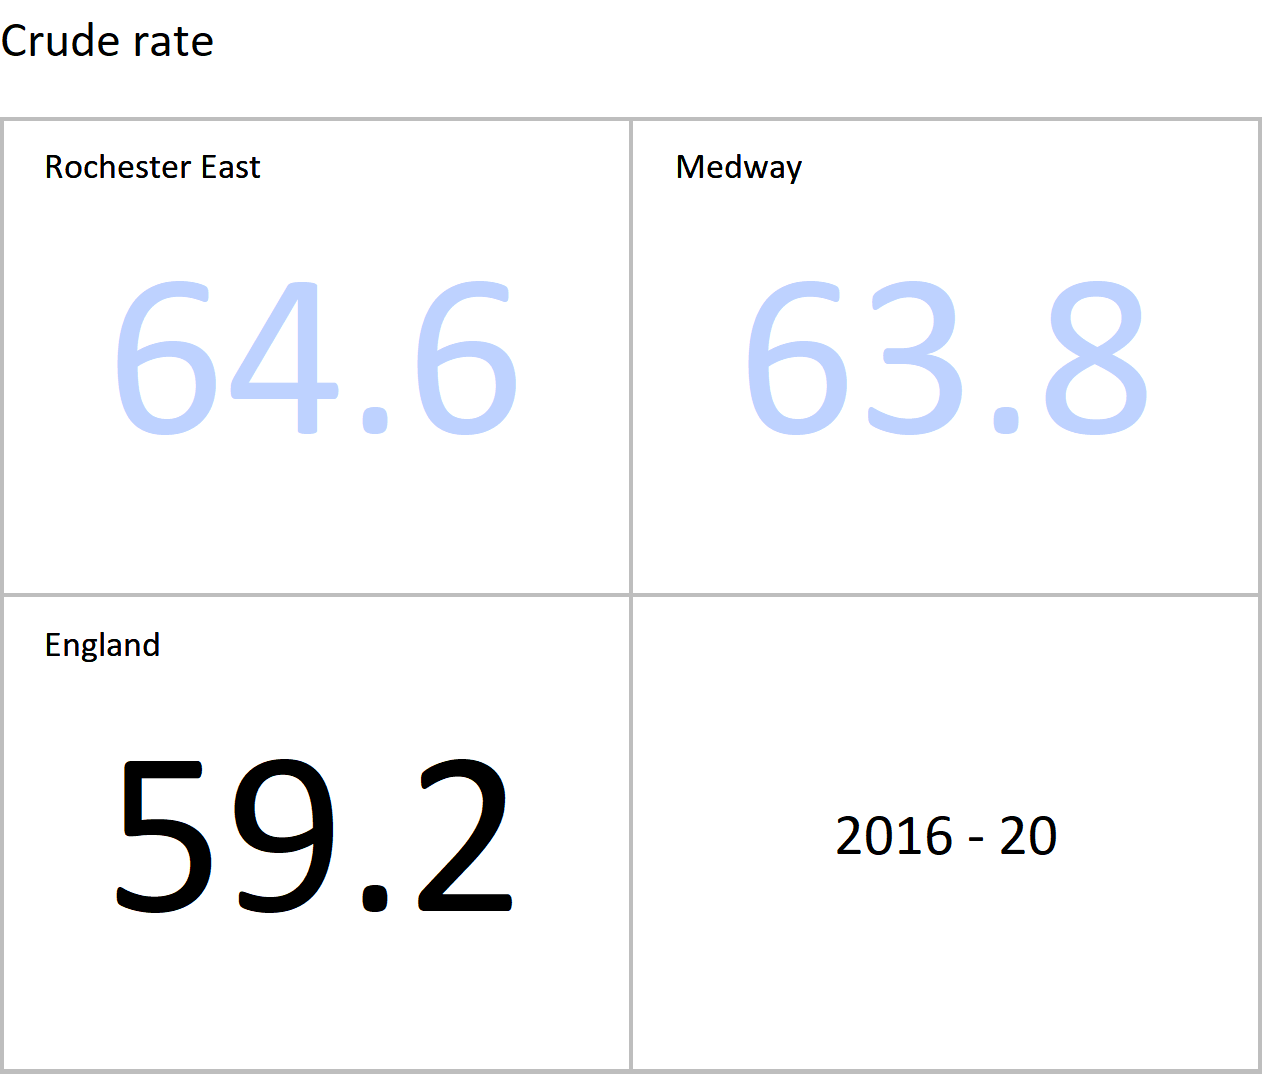 Crude rate
Rochester East
64.6
Medway
63.8
England
59.2
2016 - 20